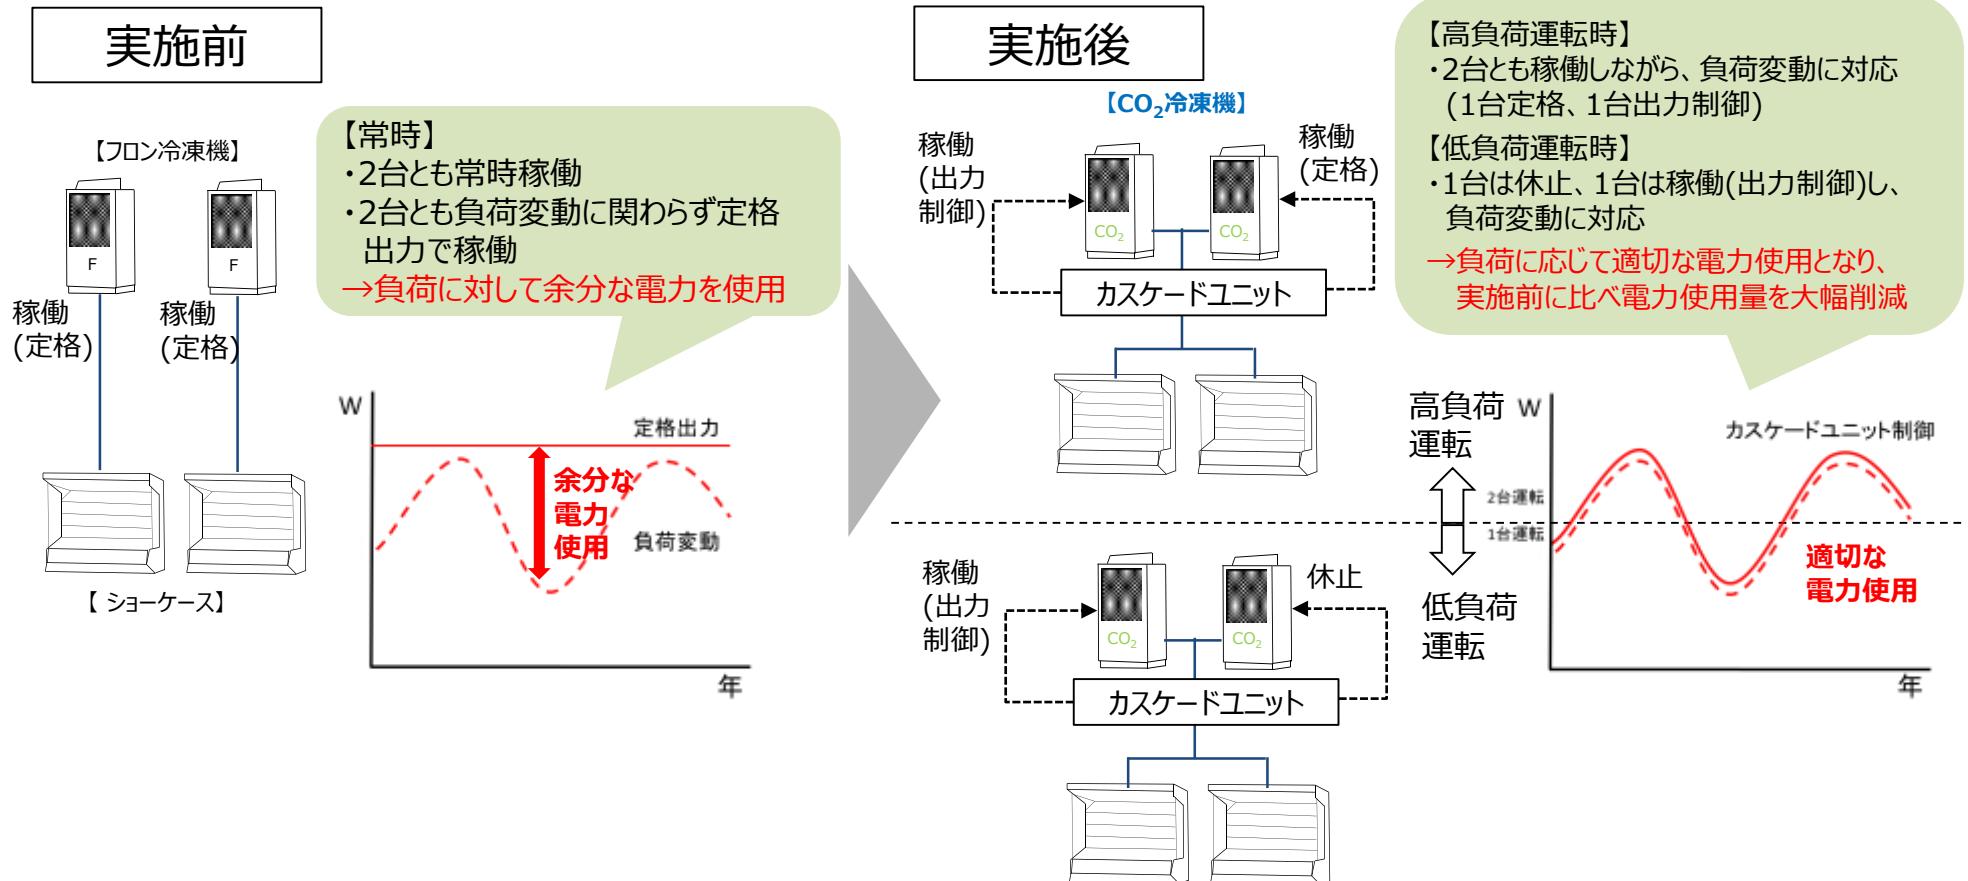 実施前
【フロン冷凍機】
F
F
稼働
(定格)
稼働
(定格)
【 ショーケース】
【常時】
・2台とも常時稼働
・2台とも負荷変動に関わらず定格
出力で稼働
→負荷に対して余分な電力を使用
W
定格出力
余分な
電力
使用
負荷変動
年
実施後
【CO2冷凍機】
稼働
(出力
制御)
稼働
(定格)
CO2
CO2
カスケードユニット
【高負荷運転時】
・2台とも稼働しながら、負荷変動に対応
(1台定格、1台出力制御)
【低負荷運転時】
・1台は休止、1台は稼働(出力制御)し、
負荷変動に対応
→負荷に応じて適切な電力使用となり、
実施前に比べ電力使用量を大幅削減
高負荷
運転
W
カスケードユニット制御
2台運転
1台運転
適切な
電力使用
低負荷
運転
年
稼働
(出力
制御)
休止
CO2
CO2
カスケードユニット